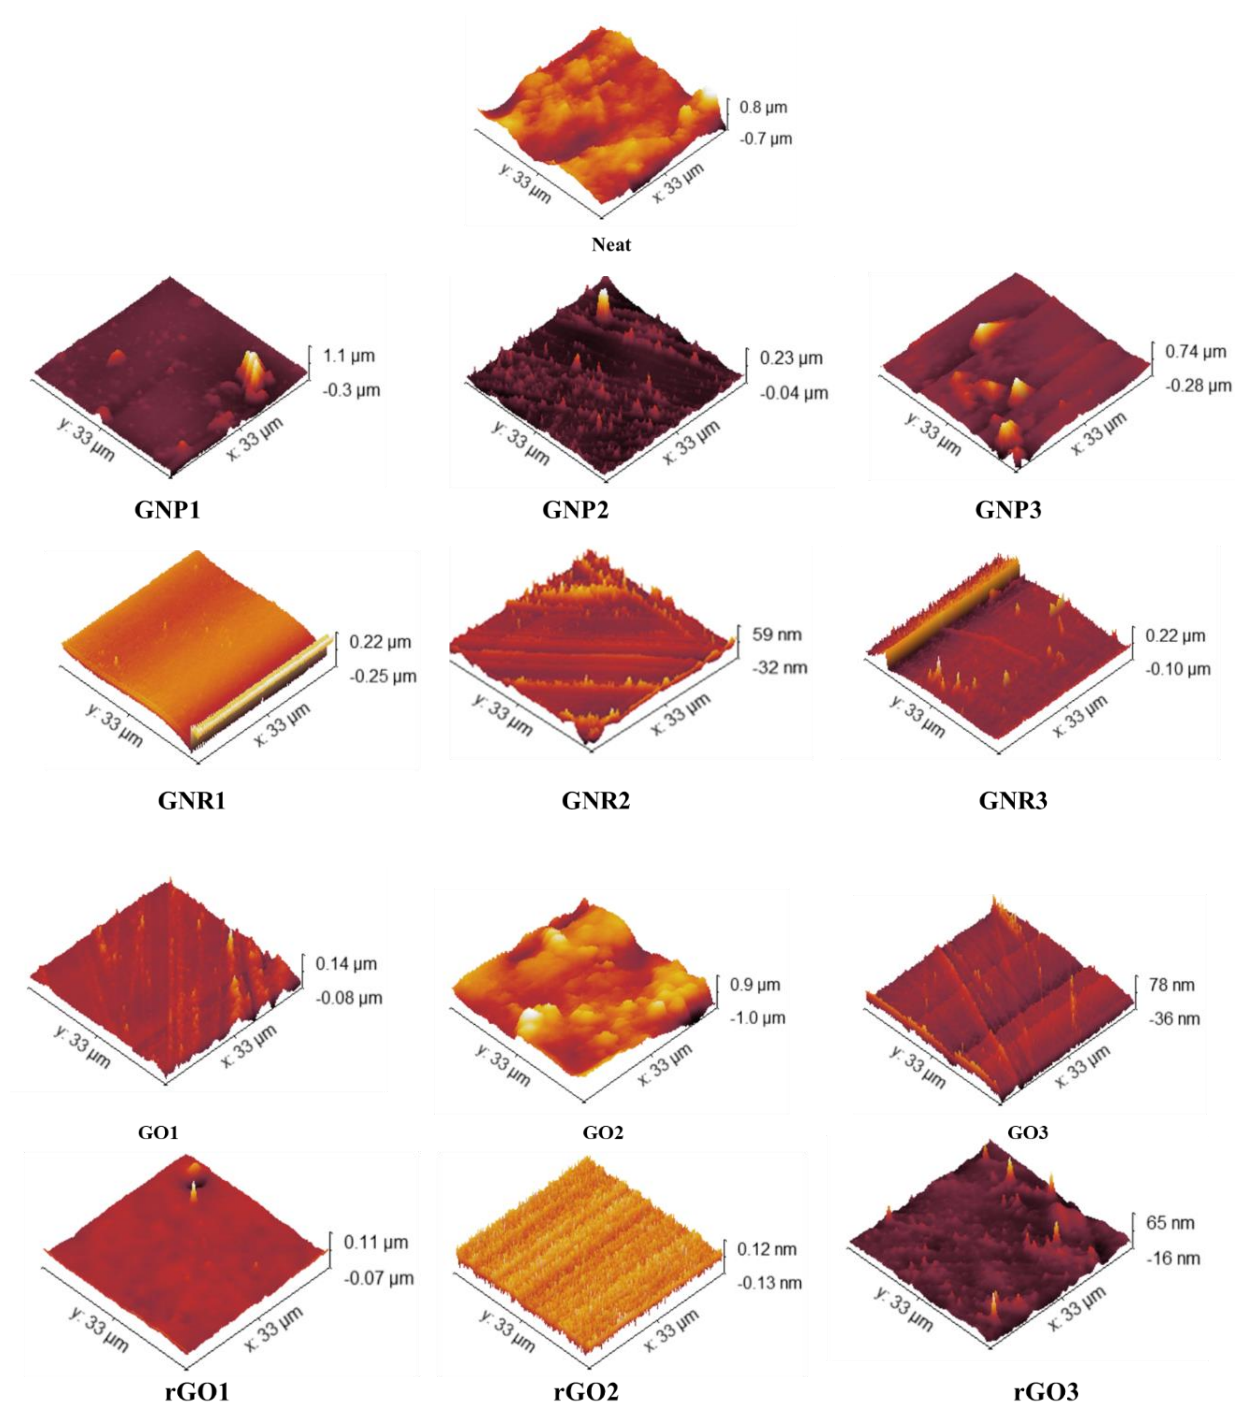 0.8 µm
-0.7 µm
y: 33 µm
x: 33 µm
Neat
1.1 µm
-0.3 µm
y: 33 µm
x: 33 µm
GNP1
0.23 µm
-0.04 µm
y: 33 µm
x: 33 µm
GNP2
0.74 µm
-0.28 µm
y: 33 µm
x: 33 µm
GNP3
0.22 µm
-0.25 µm
y: 33 µm
x: 33 µm
GNR1
59 nm
-32 nm
y: 33 µm
x: 33 µm
GNR2
0.22 µm
-0.10 µm
y: 33 µm
x: 33 µm
GNR3
0.14 µm
-0.08 µm
y: 33 µm
x: 33 µm
GO1
0.9 µm
-1.0 µm
y: 33 µm
x: 33 µm
GO2
78 nm
-36 nm
y: 33 µm
x: 33 µm
GO3
0.11 µm
-0.07 µm
y: 33 µm
x: 33 µm
rGO1
0.12 nm
-0.13 nm
y: 33 µm
x: 33 µm
rGO2
65 nm
-16 nm
y: 33 µm
x: 33 µm
rGO3